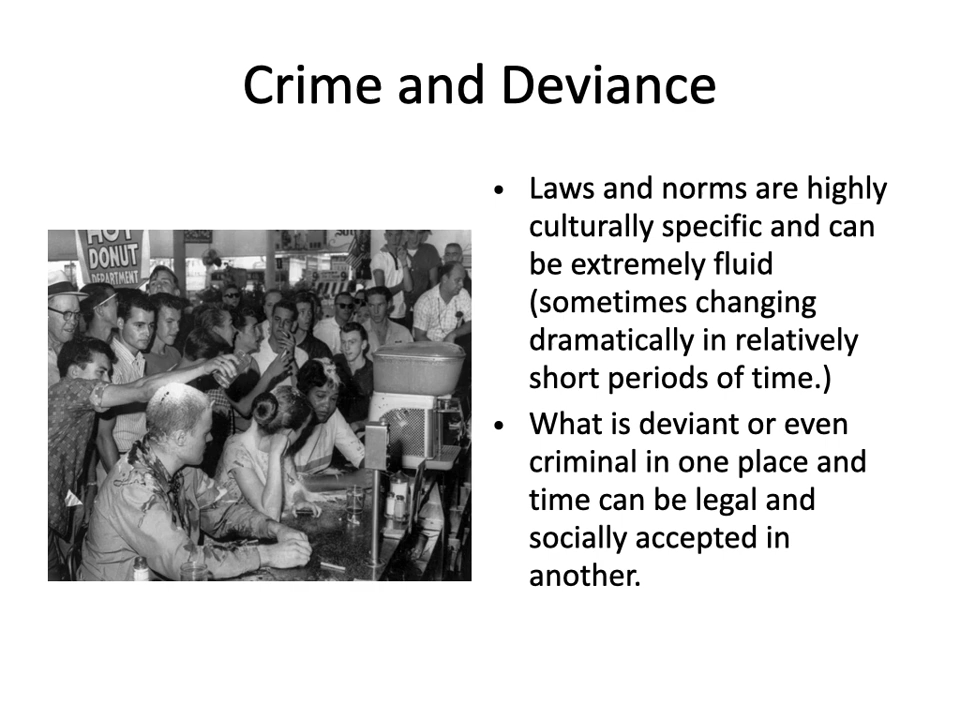 Crime and Deviance
• Laws and norms are highly
culturally specific and can
be extremely fluid
(sometimes changing
dramatically in relatively
short periods of time.)
• What is deviant or even
criminal in one place and
time can be legal and
socially accepted in
another.
HOT
DONUT
DEPARTMENT